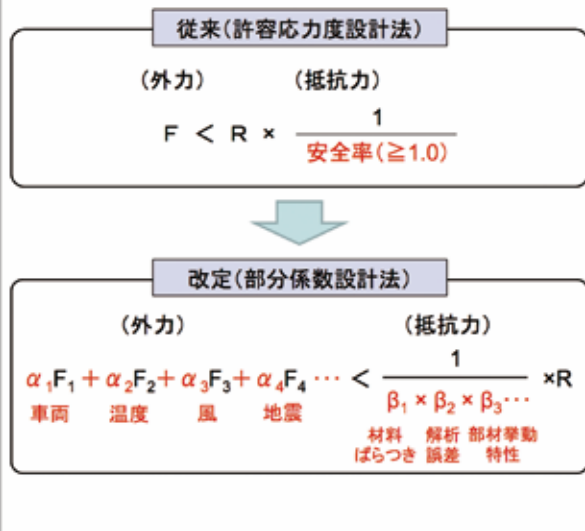 従来(許容応力度設計法)
(外力) (抵抗力)
F < R × 1
安全率(≧1.0)
改定(部分係数設計法)
(外力) (抵抗力)
α₁F₁ + α₂F₂ + α₃F₃ + α₄F₄ ⋯ < 1 ×R
β₁ × β₂ × β₃⋯
車両 温度 風 地震
材料 解析 部材挙動
ばらつき 誤差 特性